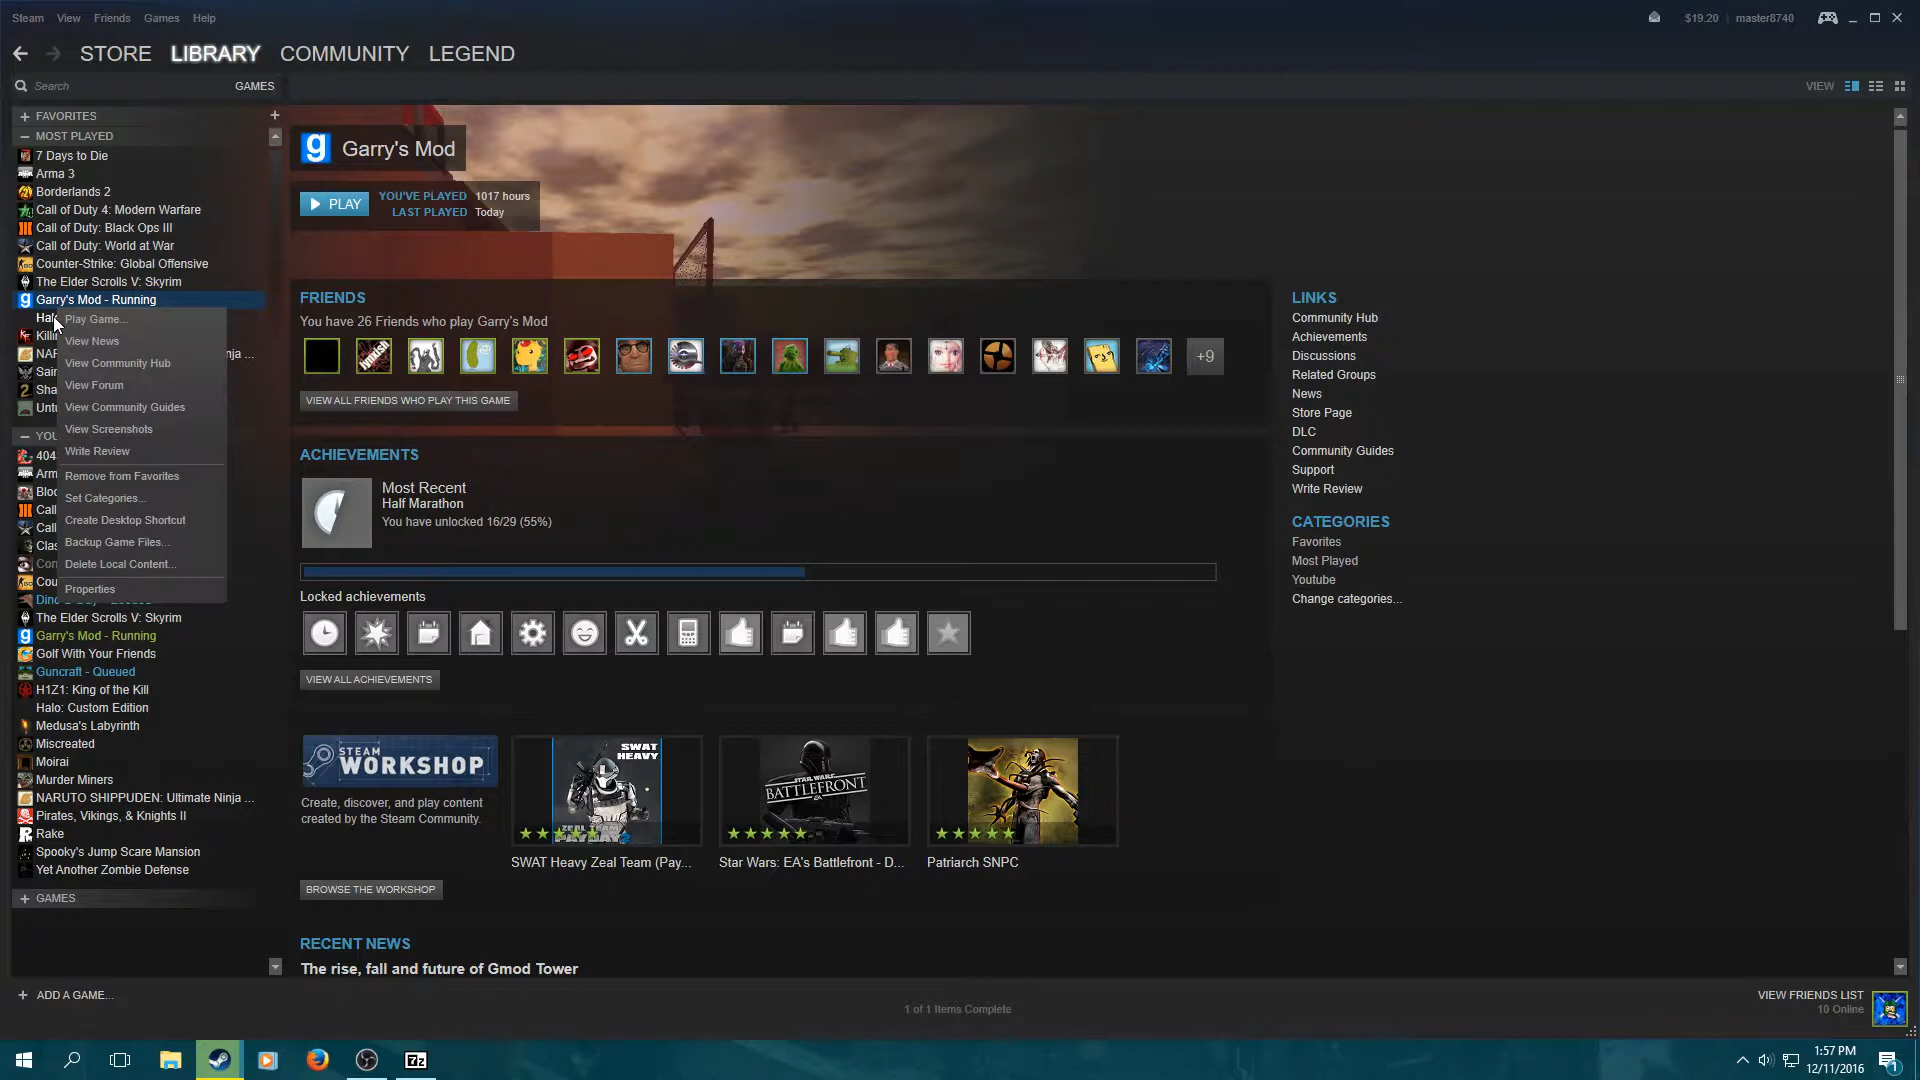 Steam View Friends Games Help
$19.20 master8740
STORE LIBRARY COMMUNITY LEGEND
Search GAMES
VIEW
FAVORITES
MOST PLAYED
7 Days to Die
Arma 3
Borderlands 2
Call of Duty 4: Modern Warfare
Call of Duty: Black Ops III
Call of Duty: World at War
Counter-Strike: Global Offensive
The Elder Scrolls V: Skyrim
Garry's Mod - Running
Play Game...
View News
View Community Hub
View Forum
View Community Guides
View Screenshots
Write Review
Remove from Favorites
Set Categories...
Create Desktop Shortcut
Backup Game Files...
Delete Local Content...
Properties
The Elder Scrolls V: Skyrim
Garry's Mod - Running
Golf With Your Friends
Guncraft - Queued
H1Z1: King of the Kill
Halo: Custom Edition
Medusa's Labyrinth
Miscreated
Moirai
Murder Miners
NARUTO SHIPPUDEN: Ultimate Ninja ...
Pirates, Vikings, & Knights II
Rake
Spooky's Jump Scare Mansion
Yet Another Zombie Defense
GAMES
ADD A GAME...
Garry's Mod
PLAY
YOU'VE PLAYED 1017 hours
LAST PLAYED Today
FRIENDS
You have 26 Friends who play Garry's Mod
+9
VIEW ALL FRIENDS WHO PLAY THIS GAME
ACHIEVEMENTS
Most Recent
Half Marathon
You have unlocked 16/29 (55%)
Locked achievements
VIEW ALL ACHIEVEMENTS
STEAM
WORKSHOP
Create, discover, and play content
created by the Steam Community.
BROWSE THE WORKSHOP
SWAT
HEAVY
SWAT Heavy Zeal Team (Pay...
STAR WARS
BATTLEFRONT
Star Wars: EA's Battlefront - D...
Patriarch SNPC
RECENT NEWS
The rise, fall and future of Gmod Tower
LINKS
Community Hub
Achievements
Discussions
Related Groups
News
Store Page
DLC
Community Guides
Support
Write Review
CATEGORIES
Favorites
Most Played
Youtube
Change categories...
1 of 1 Items Complete
VIEW FRIENDS LIST
10 Online
1:57 PM
12/11/2016
1